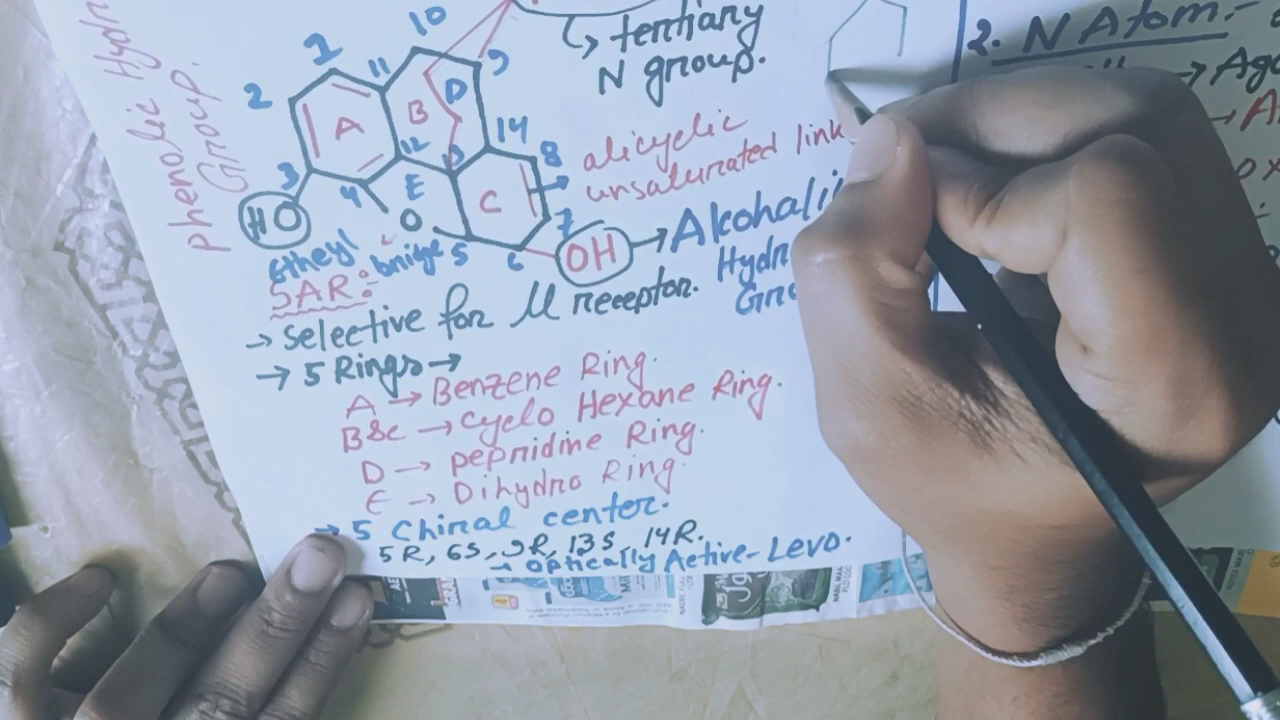 phenolic Hydr
Group.
10
↳ tertiary
N group.
1
11
9
2
A
B
D
12
13
14
3
4
E
C
8
7
HO
O
5
6
OH → Akohali
Hydr
Gro
alicyclic
unsaturated link
Etheyl bridge
SAR:
→ Selective for M receptor.
→ 5 Rings →
A → Benzene Ring.
B&C → Cyclo Hexane Ring.
D → pepridine Ring.
E → Dihydro Ring.
→ 5 Chiral center.
5R, 6S, 9R, 13S, 14R.
→ Optically Active - Levo.
2. N Atom:-
→ Ago